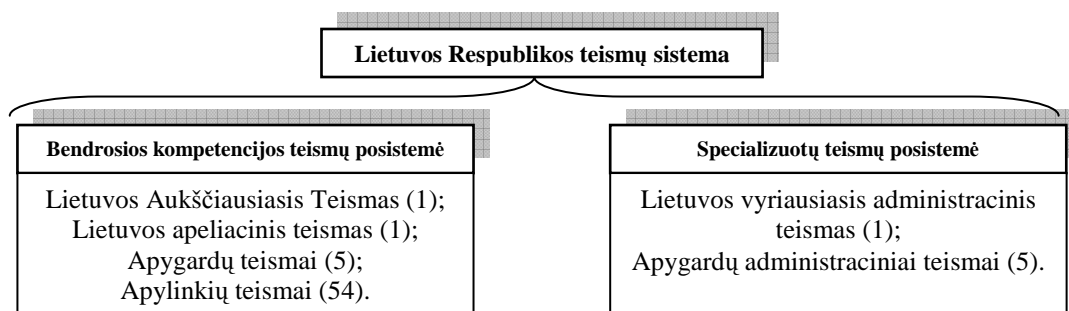 Lietuvos Respublikos teismų sistema
Bendrosios kompetencijos teismų posistemė
Lietuvos Aukščiausiasis Teismas (1);
Lietuvos apeliacinis teismas (1);
Apygardų teismai (5);
Apylinkių teismai (54).
Specializuotų teismų posistemė
Lietuvos vyriausiasis administracinis
teismas (1);
Apygardų administraciniai teismai (5).